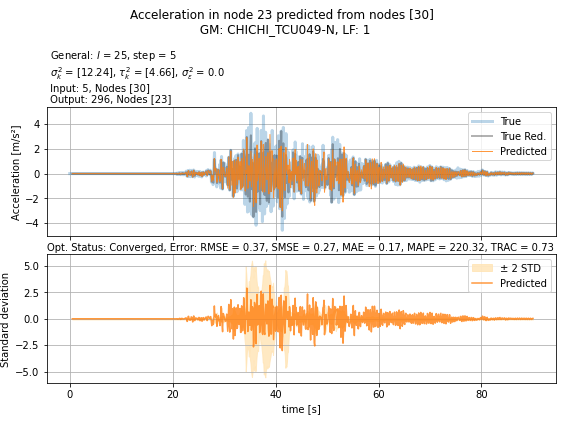 Acceleration in node 23 predicted from nodes [30]
GM: CHICHI_TCU049-N, LF: 1
General: l = 25, step = 5
σ²ₖ = [12.24], τ²ₖ = [4.66], σ²ε = 0.0
Input: 5, Nodes [30]
Output: 296, Nodes [23]
Acceleration [m/s²]
4
2
0
−2
−4
True
True Red.
Predicted
Opt. Status: Converged, Error: RMSE = 0.37, SMSE = 0.27, MAE = 0.17, MAPE = 220.32, TRAC = 0.73
Standard deviation
5.0
2.5
0.0
−2.5
−5.0
± 2 STD
Predicted
0 20 40 60 80
time [s]